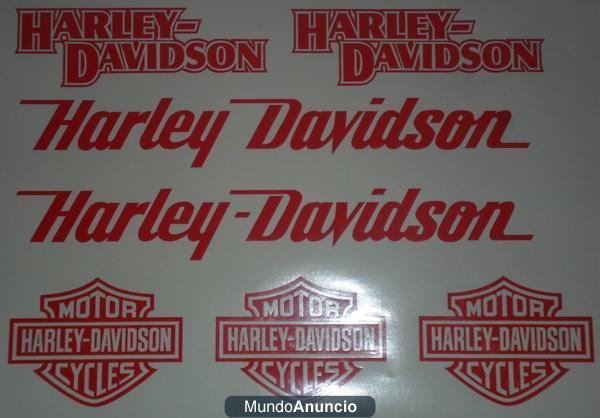 HARLEY-
DAVIDSON
HARLEY-
DAVIDSON
Harley Davidson
Harley-Davidson
MOTOR
HARLEY-DAVIDSON
CYCLES
MOTOR
HARLEY-DAVIDSON
CYCLES
MOTOR
HARLEY-DAVIDSON
CYCLES
MundoAnuncio